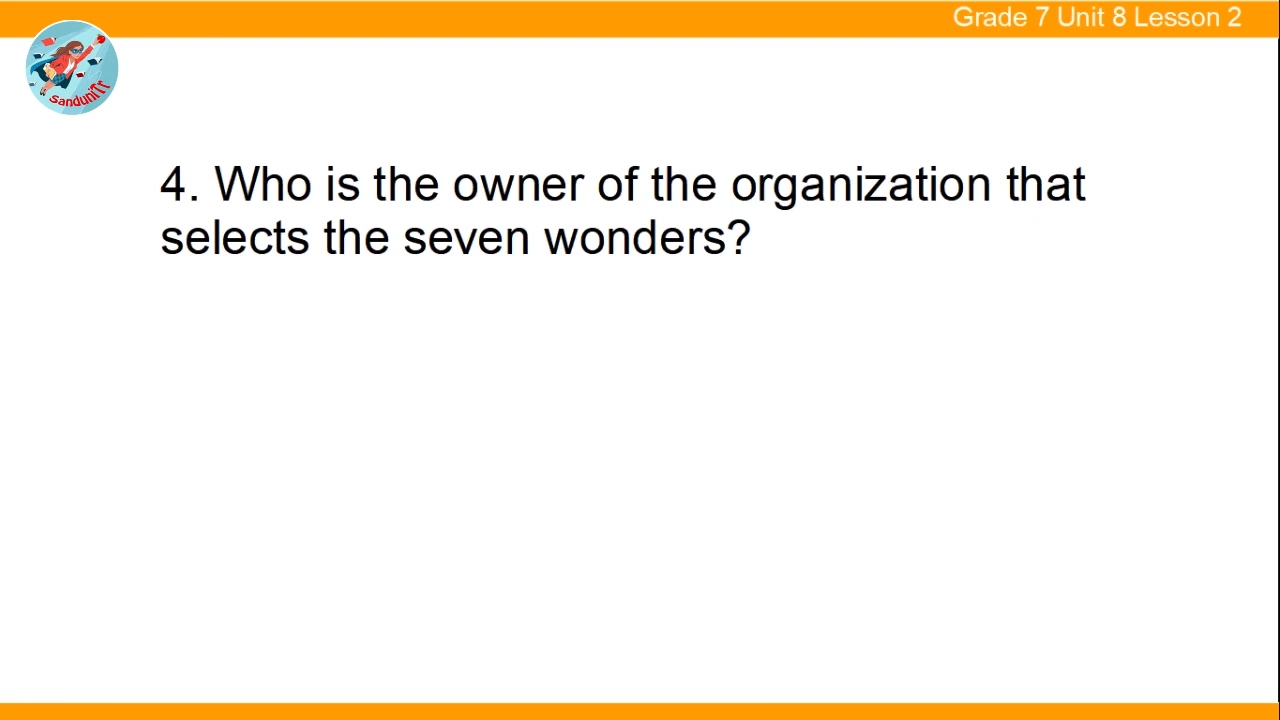 Grade 7 Unit 8 Lesson 2
SanduniTr
4. Who is the owner of the organization that
selects the seven wonders?